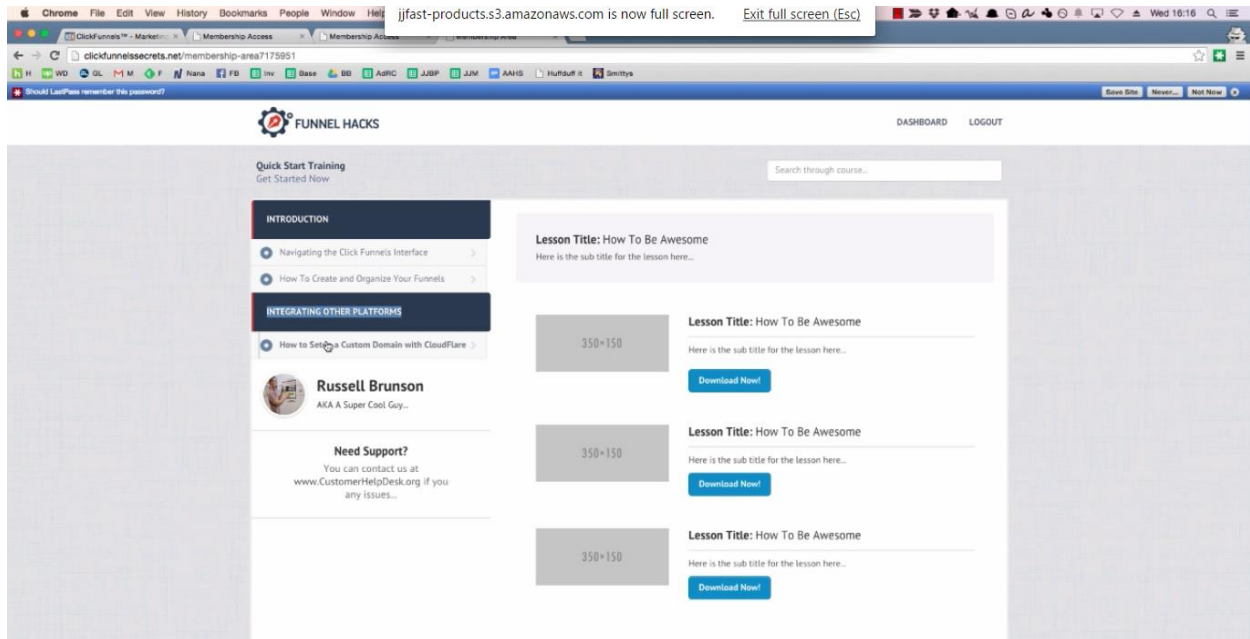 Chrome File Edit View History Bookmarks People Window Help
jjfast-products.s3.amazonaws.com is now full screen. Exit full screen (Esc)
Wed 16:16
ClickFunnels™ - Marketing
Membership Access
Membership Access
Membership Area
clickfunnelssecrets.net/membership-area7175951
H WD GL M M F Nana FB Inv Base BB AdRC JJBP JJM AAHS Huffduff it Smittys
Should LastPass remember this password?
Save Site Never... Not Now
FUNNEL HACKS
DASHBOARD LOGOUT
Quick Start Training
Get Started Now
Search through course...
INTRODUCTION
Navigating the Click Funnels Interface
How To Create and Organize Your Funnels
INTEGRATING OTHER PLATFORMS
How to Setup a Custom Domain with CloudFlare
Russell Brunson
AKA A Super Cool Guy...
Need Support?
You can contact us at
www.CustomerHelpDesk.org if you
any issues...
Lesson Title: How To Be Awesome
Here is the sub title for the lesson here...
350×150
Lesson Title: How To Be Awesome
Here is the sub title for the lesson here...
Download Now!
350×150
Lesson Title: How To Be Awesome
Here is the sub title for the lesson here...
Download Now!
350×150
Lesson Title: How To Be Awesome
Here is the sub title for the lesson here...
Download Now!